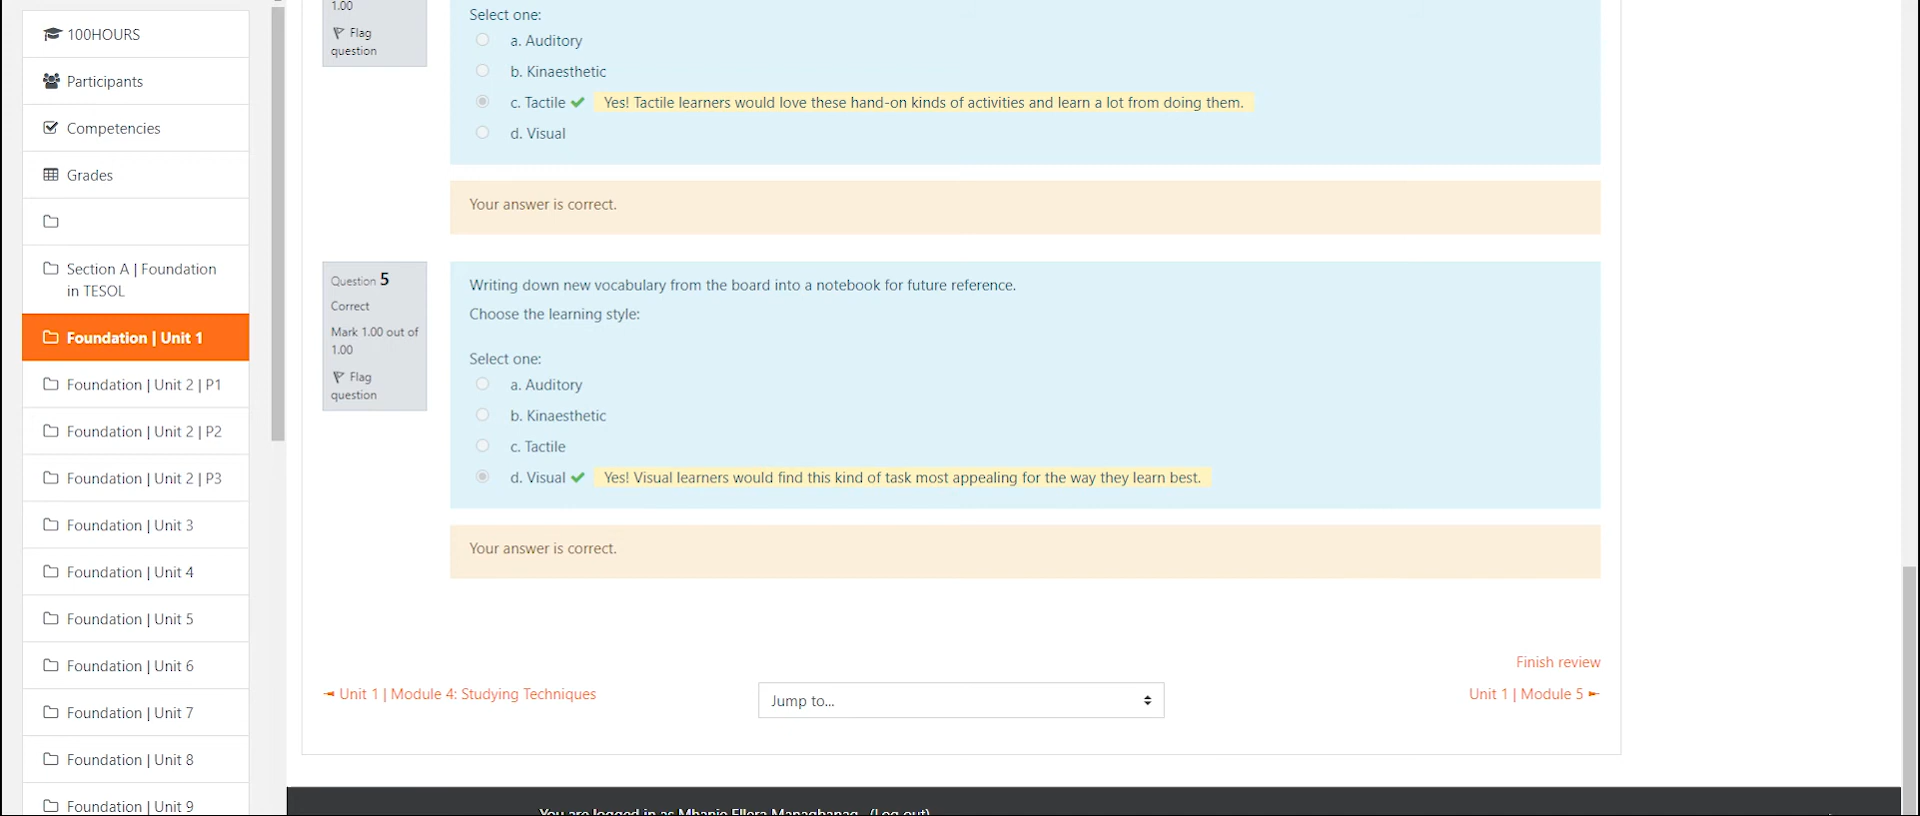 100HOURS
Participants
Competencies
Grades
Section A | Foundation
in TESOL
Foundation | Unit 1
Foundation | Unit 2 | P1
Foundation | Unit 2 | P2
Foundation | Unit 2 | P3
Foundation | Unit 3
Foundation | Unit 4
Foundation | Unit 5
Foundation | Unit 6
Foundation | Unit 7
Foundation | Unit 8
Foundation | Unit 9
1.00
Flag
question
Select one:
a. Auditory
b. Kinaesthetic
c. Tactile Yes! Tactile learners would love these hand-on kinds of activities and learn a lot from doing them.
d. Visual
Your answer is correct.
Question 5
Correct
Mark 1.00 out of
1.00
Flag
question
Writing down new vocabulary from the board into a notebook for future reference.
Choose the learning style:
Select one:
a. Auditory
b. Kinaesthetic
c. Tactile
d. Visual Yes! Visual learners would find this kind of task most appealing for the way they learn best.
Your answer is correct.
Finish review
◄ Unit 1 | Module 4: Studying Techniques
Jump to...
Unit 1 | Module 5 ►
You are logged in as (Log out)